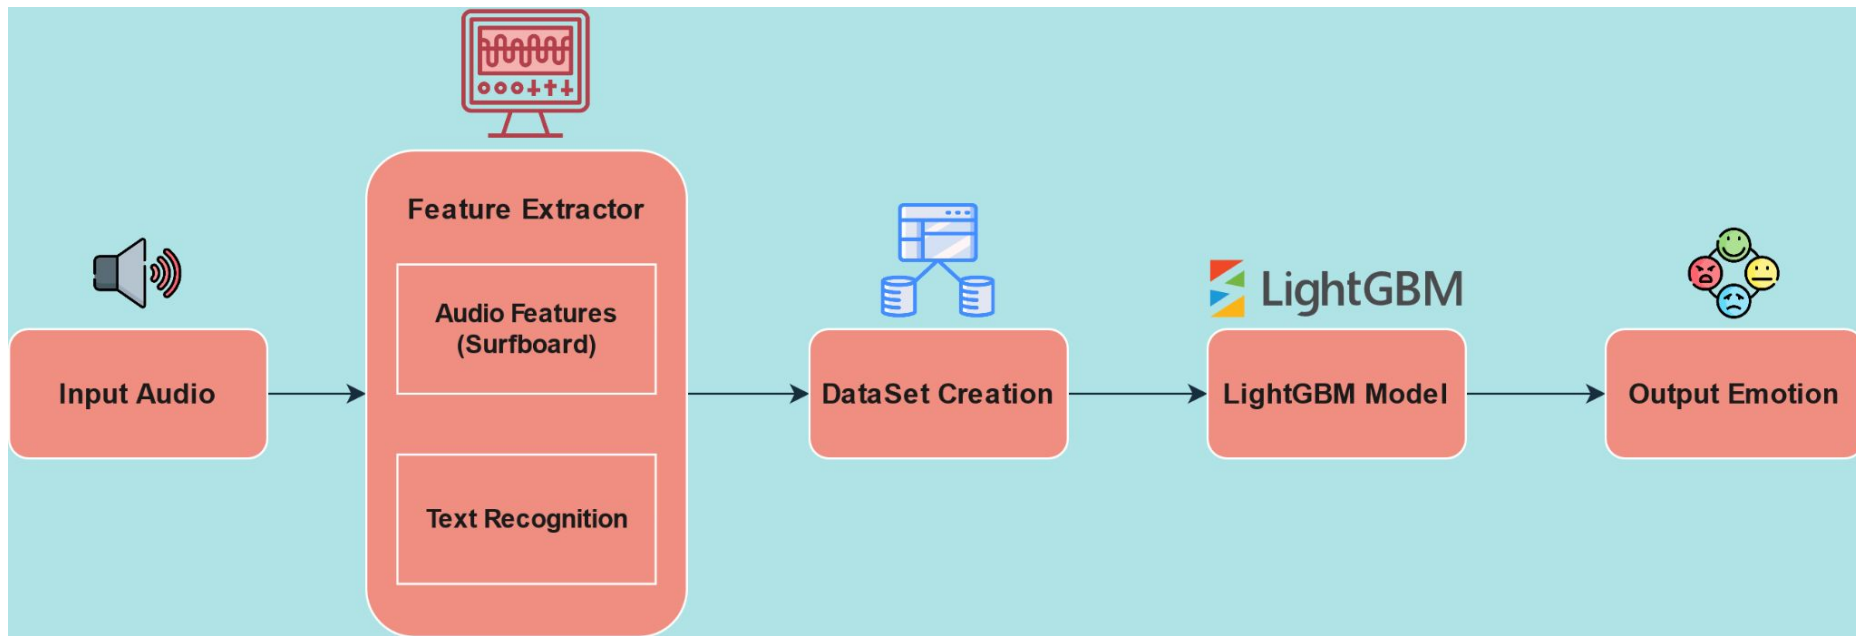 Feature Extractor
Audio Features
(Surfboard)
Text Recognition
Input Audio
DataSet Creation
LightGBM
LightGBM Model
Output Emotion